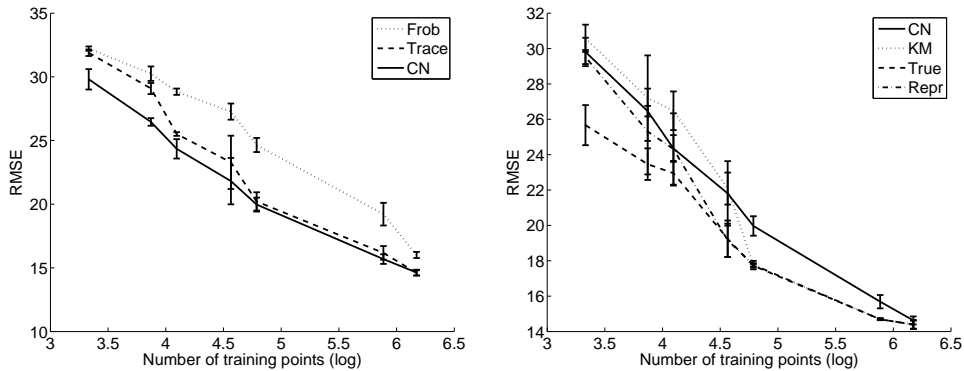 35
30
25
20
15
10
RMSE
3
3.5
4
4.5
5
5.5
6
6.5
Number of training points (log)
Frob
Trace
CN
32
30
28
26
24
22
20
18
16
14
RMSE
3
3.5
4
4.5
5
5.5
6
6.5
Number of training points (log)
CN
KM
True
Repr